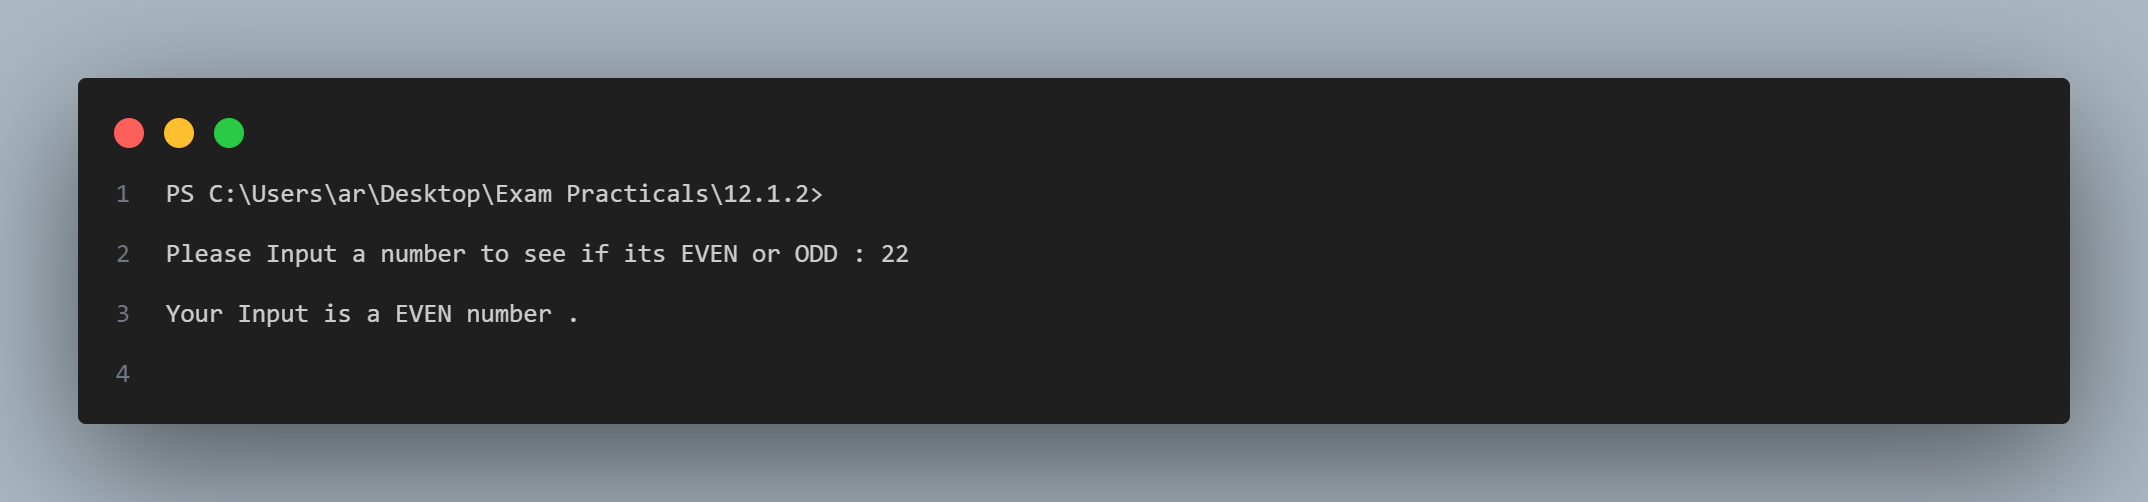 1 PS C:\Users\ar\Desktop\Exam Practicals\12.1.2>
2 Please Input a number to see if its EVEN or ODD : 22
3 Your Input is a EVEN number .
4